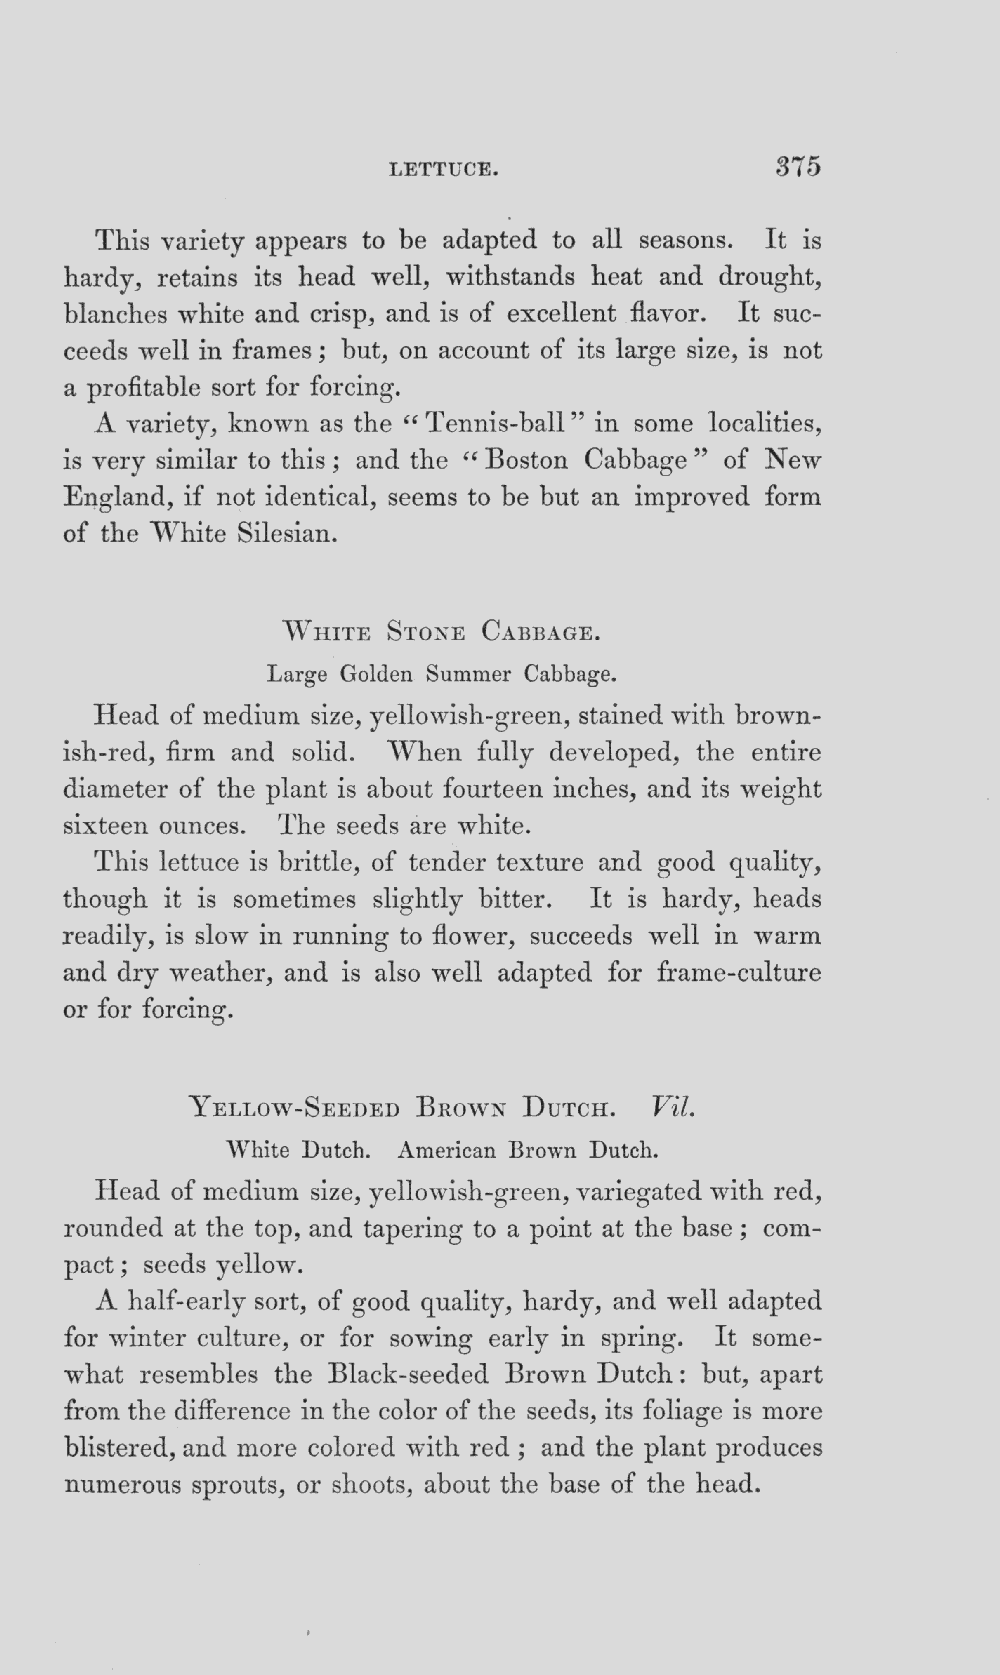 LETTUCE. 375
This variety appears to be adapted to all seasons. It is
hardy, retains its head well, withstands heat and drought,
blanches white and crisp, and is of excellent flavor. It suc-
ceeds well in frames; but, on account of its large size, is not
a profitable sort for forcing.
A variety, known as the “Tennis-ball” in some localities,
is very similar to this; and the “Boston Cabbage” of New
England, if not identical, seems to be but an improved form
of the White Silesian.
White Stone Cabbage.
Large Golden Summer Cabbage.
Head of medium size, yellowish-green, stained with brown-
ish-red, firm and solid. When fully developed, the entire
diameter of the plant is about fourteen inches, and its weight
sixteen ounces. The seeds are white.
This lettuce is brittle, of tender texture and good quality,
though it is sometimes slightly bitter. It is hardy, heads
readily, is slow in running to flower, succeeds well in warm
and dry weather, and is also well adapted for frame-culture
or for forcing.
Yellow-Seeded Brown Dutch. Vil.
White Dutch. American Brown Dutch.
Head of medium size, yellowish-green, variegated with red,
rounded at the top, and tapering to a point at the base; com-
pact; seeds yellow.
A half-early sort, of good quality, hardy, and well adapted
for winter culture, or for sowing early in spring. It some-
what resembles the Black-seeded Brown Dutch: but, apart
from the difference in the color of the seeds, its foliage is more
blistered, and more colored with red; and the plant produces
numerous sprouts, or shoots, about the base of the head.